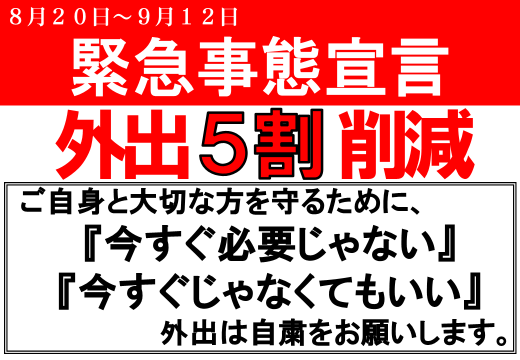 ８月２０日～９月１２日
緊急事態宣言
外出５割削減
ご自身と大切な方を守るために、
『今すぐ必要じゃない』
『今すぐじゃなくてもいい』
外出は自粛をお願いします。